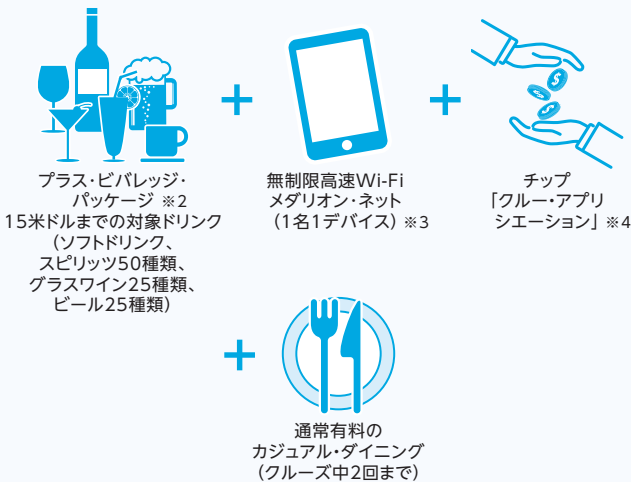 +
+
プラス・ビバレッジ・
パッケージ ※2
15米ドルまでの対象ドリンク
(ソフトドリンク、
スピリッツ50種類、
グラスワイン25種類、
ビール25種類)
無制限高速Wi-Fi
メダリオン・ネット
(1名1デバイス) ※3
チップ
「クルー・アプリ
シエーション」 ※4
+
通常有料の
カジュアル・ダイニング
(クルーズ中2回まで)